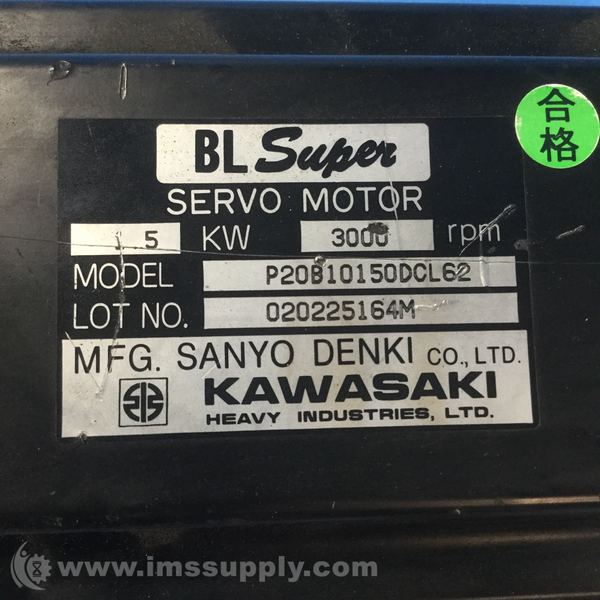 BL Super
SERVO MOTOR
1.5 KW 3000 rpm
MODEL P20B10150DCL62
LOT NO. 020225164M
MFG. SANYO DENKI CO., LTD.
KAWASAKI
HEAVY INDUSTRIES, LTD.
合格
www.imssupply.com